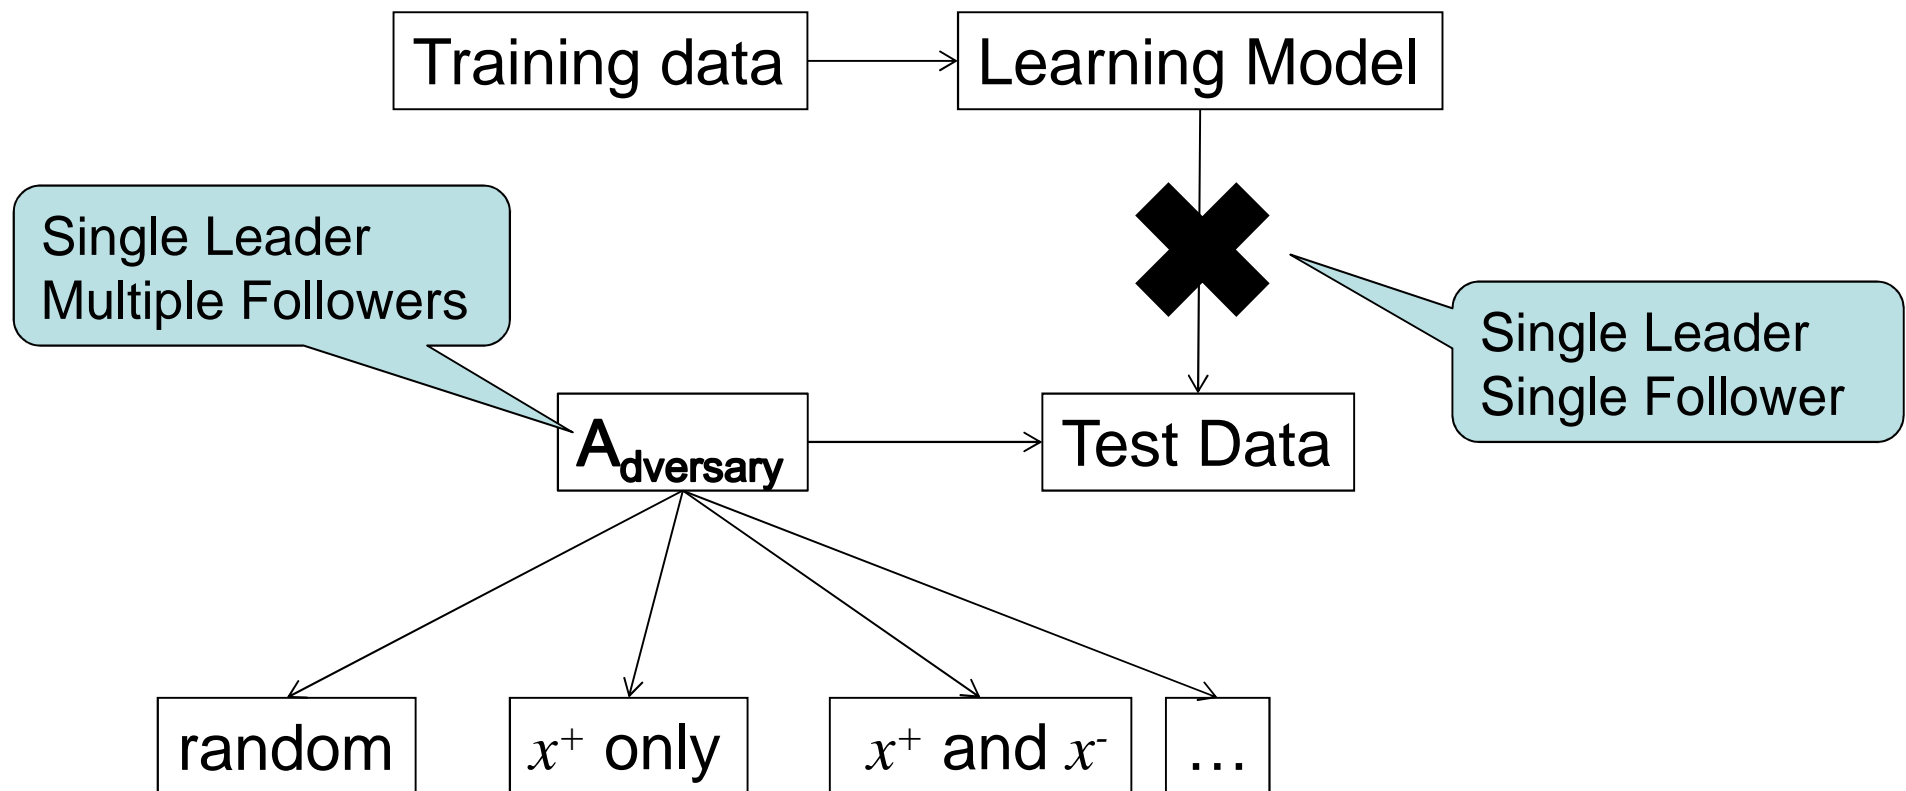 Training data
Learning Model
Single Leader
Multiple Followers
Single Leader
Single Follower
Adversary
Test Data
random
x⁺ only
x⁺ and x⁻
…